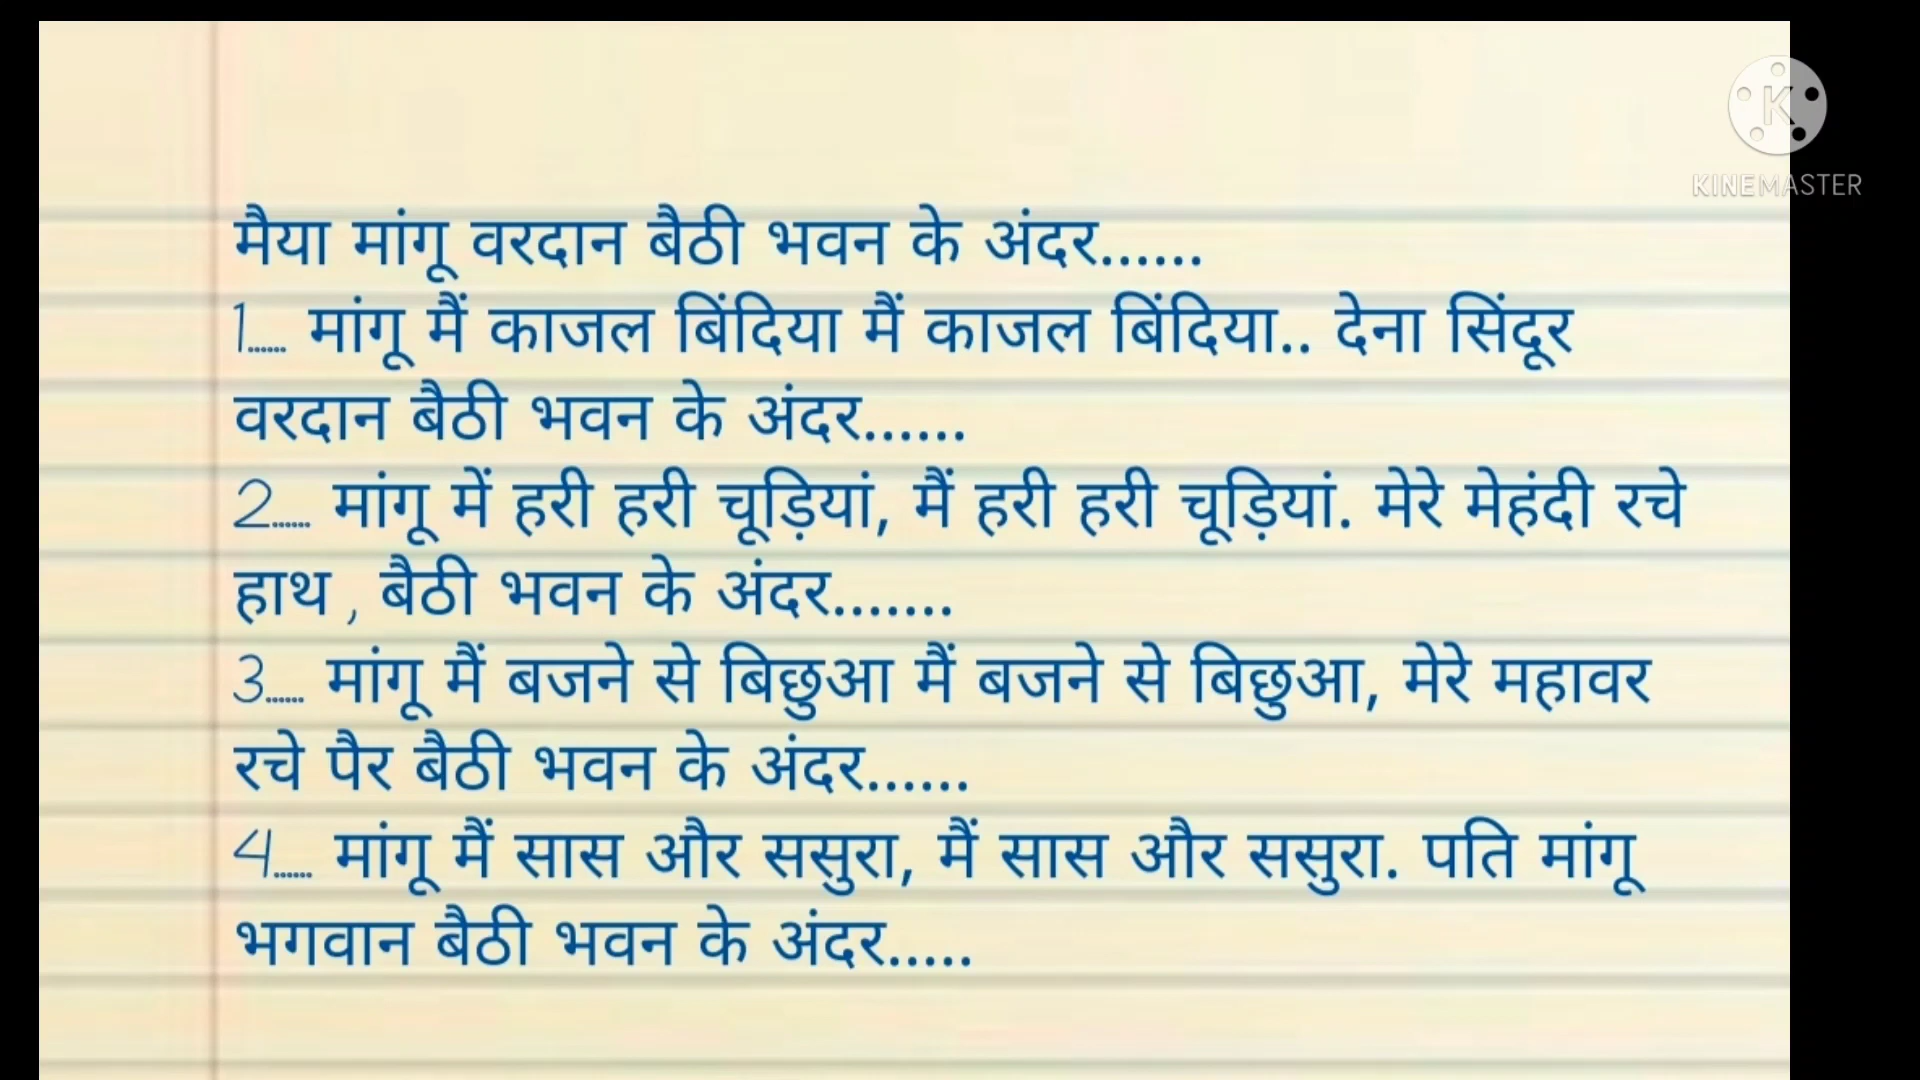 मैया मांगू वरदान बैठी भवन के अंदर......
1...... मांगू मैं काजल बिंदिया मैं काजल बिंदिया.. देना सिंदूर
वरदान बैठी भवन के अंदर......
2...... मांगू में हरी हरी चूड़ियां, मैं हरी हरी चूड़ियां. मेरे मेहंदी रचे
हाथ , बैठी भवन के अंदर.......
3...... मांगू मैं बजने से बिछुआ मैं बजने से बिछुआ, मेरे महावर
रचे पैर बैठी भवन के अंदर......
4...... मांगू मैं सास और ससुरा, मैं सास और ससुरा. पति मांगू
भगवान बैठी भवन के अंदर.....
K
KINEMASTER